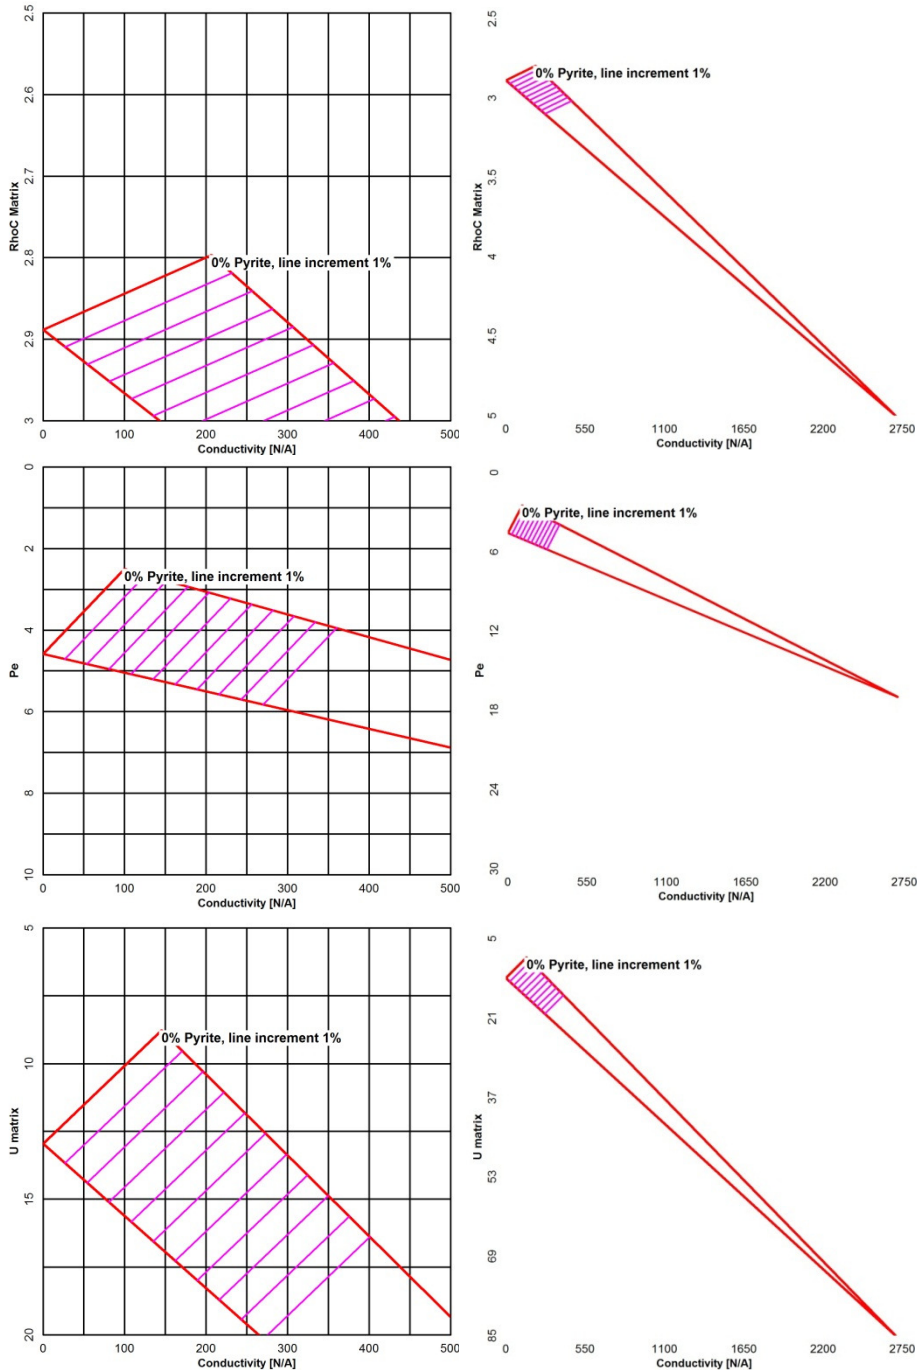 2.5
2.6
2.7
2.8
2.9
3
RhoC Matrix
0% Pyrite, line increment 1%
0 100 200 300 400 500
Conductivity [N/A]
2.5
3
3.5
4
4.5
5
RhoC Matrix
0% Pyrite, line increment 1%
0 550 1100 1650 2200 2750
Conductivity [N/A]
0
2
4
6
8
10
Pe
0% Pyrite, line increment 1%
0 100 200 300 400 500
Conductivity [N/A]
0
6
12
18
24
30
Pe
0% Pyrite, line increment 1%
0 550 1100 1650 2200 2750
Conductivity [N/A]
5
10
15
20
U matrix
0% Pyrite, line increment 1%
0 100 200 300 400 500
Conductivity [N/A]
5
21
37
53
69
85
U matrix
0% Pyrite, line increment 1%
0 550 1100 1650 2200 2750
Conductivity [N/A]